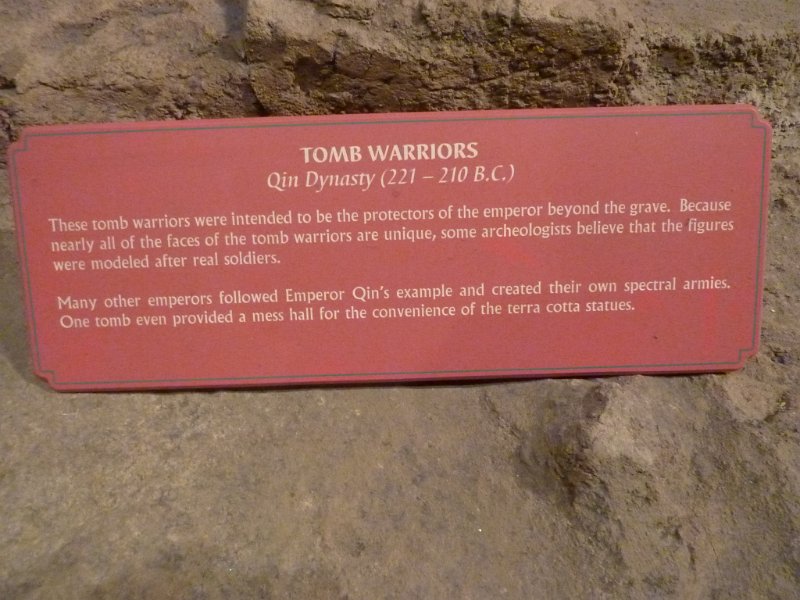 TOMB WARRIORS
Qin Dynasty (221 – 210 B.C.)
These tomb warriors were intended to be the protectors of the emperor beyond the grave. Because
nearly all of the faces of the tomb warriors are unique, some archeologists believe that the figures
were modeled after real soldiers.
Many other emperors followed Emperor Qin's example and created their own spectral armies.
One tomb even provided a mess hall for the convenience of the terra cotta statues.